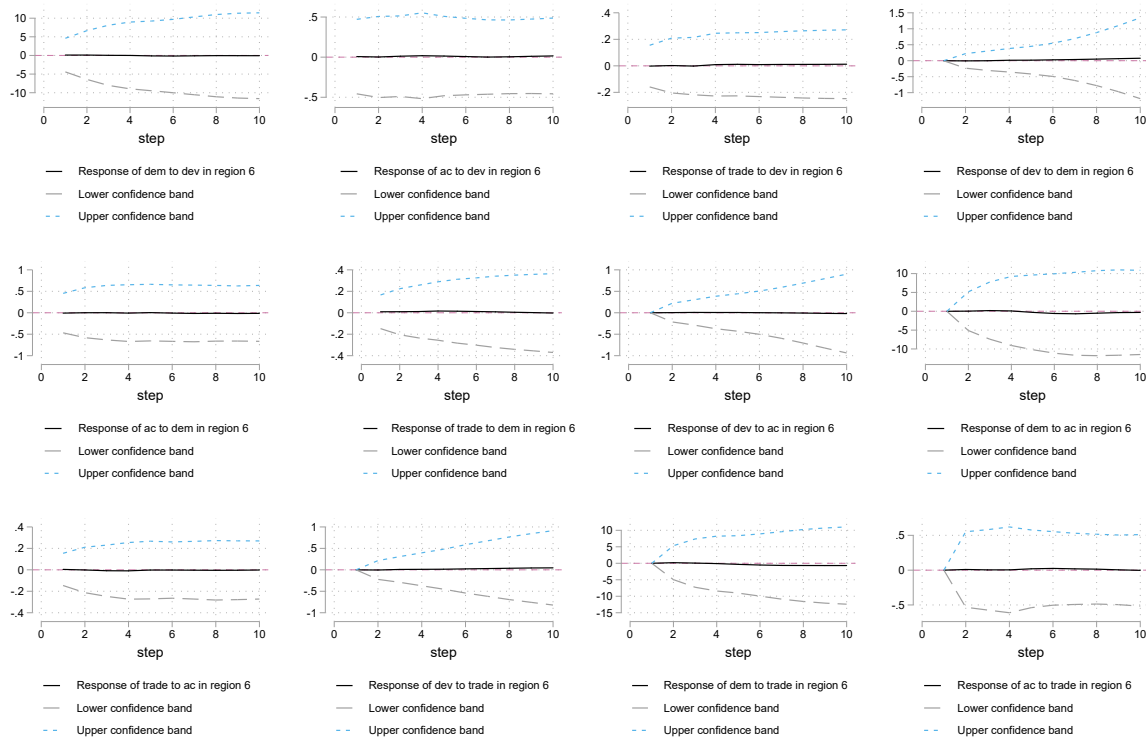 10
5
0
-5
-10
0 2 4 6 8 10
step
Response of dem to dev in region 6
Lower confidence band
Upper confidence band
.5
0
-.5
0 2 4 6 8 10
step
Response of ac to dev in region 6
Lower confidence band
Upper confidence band
.4
.2
0
-.2
0 2 4 6 8 10
step
Response of trade to dev in region 6
Lower confidence band
Upper confidence band
1.5
1
.5
0
-.5
-1
0 2 4 6 8 10
step
Response of dev to dem in region 6
Lower confidence band
Upper confidence band
1
.5
0
-.5
-1
0 2 4 6 8 10
step
Response of ac to dem in region 6
Lower confidence band
Upper confidence band
.4
.2
0
-.2
-.4
0 2 4 6 8 10
step
Response of trade to dem in region 6
Lower confidence band
Upper confidence band
1
.5
0
-.5
-1
0 2 4 6 8 10
step
Response of dev to ac in region 6
Lower confidence band
Upper confidence band
10
5
0
-5
-10
0 2 4 6 8 10
step
Response of dem to ac in region 6
Lower confidence band
Upper confidence band
.4
.2
0
-.2
-.4
0 2 4 6 8 10
step
Response of trade to ac in region 6
Lower confidence band
Upper confidence band
1
.5
0
-.5
-1
0 2 4 6 8 10
step
Response of dev to trade in region 6
Lower confidence band
Upper confidence band
10
5
0
-5
-10
-15
0 2 4 6 8 10
step
Response of dem to trade in region 6
Lower confidence band
Upper confidence band
.5
0
-.5
0 2 4 6 8 10
step
Response of ac to trade in region 6
Lower confidence band
Upper confidence band